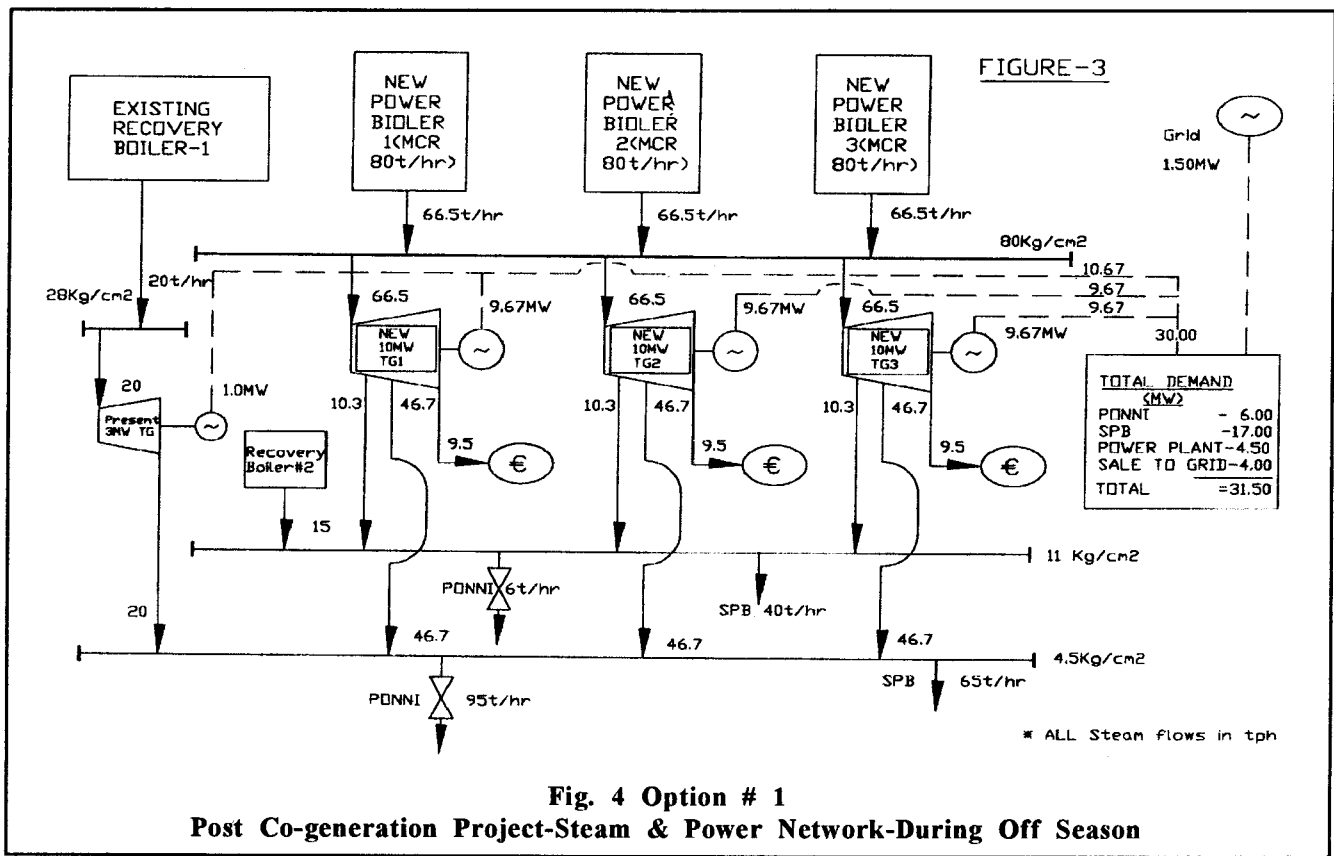 FIGURE-3
EXISTING
RECOVERY
BOILER-1
NEW
POWER
BIOLER
1(MCR
80t/hr)
NEW
POWER
BIOLER
2(MCR
80t/hr)
NEW
POWER
BIOLER
3(MCR
80t/hr)
~
Grid
1.50MW
66.5t/hr
66.5t/hr
66.5t/hr
80Kg/cm2
20t/hr
28Kg/cm2
10.67
9.67
9.67
66.5
9.67MW
66.5
9.67MW
66.5
9.67MW
30.00
NEW
10MW
TG1
~
NEW
10MW
TG2
~
NEW
10MW
TG3
~
20
1.0MW
Present
3MW TG
~
10.3
46.7
10.3
46.7
10.3
46.7
TOTAL DEMAND
(MW)
PONNI - 6.00
SPB -17.00
POWER PLANT-4.50
SALE TO GRID-4.00
TOTAL =31.50
Recovery
Boiler#2
9.5
€
9.5
€
9.5
€
15
11 Kg/cm2
PONNI 6t/hr
SPB 40t/hr
20
46.7
46.7
46.7
4.5Kg/cm2
PONNI 95t/hr
SPB 65t/hr
* ALL Steam flows in tph
Fig. 4 Option # 1
Post Co-generation Project-Steam & Power Network-During Off Season